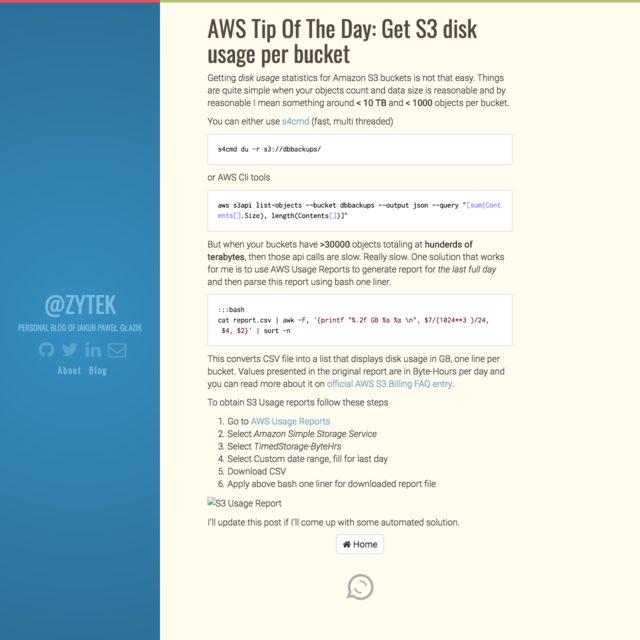 AWS Tip Of The Day: Get S3 disk
usage per bucket
Getting disk usage statistics for Amazon S3 buckets is not that easy. Things
are quite simple when your objects count and data size is reasonable and by
reasonable I mean something around < 10 TB and < 1000 objects per bucket.
You can either use s4cmd (fast, multi threaded)
s4cmd du -r s3://dbbackups/
or AWS Cli tools
aws s3api list-objects --bucket dbbackups --output json --query "[sum(Cont
ents[].Size), length(Contents[])]"
But when your buckets have >30000 objects totaling at hunderds of
terabytes, then those api calls are slow. Really slow. One solution that works
for me is to use AWS Usage Reports to generate report for the last full day
and then parse this report using bash one liner.
:::bash
cat report.csv | awk -F, '{printf "%.2f GB %s %s \n", $7/(1024**3 )/24,
$4, $2}' | sort -n
This converts CSV file into a list that displays disk usage in GB, one line per
bucket. Values presented in the original report are in Byte-Hours per day and
you can read more about it on official AWS S3 Billing FAQ entry.
To obtain S3 Usage reports follow these steps
1. Go to AWS Usage Reports
2. Select Amazon Simple Storage Service
3. Select TimedStorage-ByteHrs
4. Select Custom date range, fill for last day
5. Download CSV
6. Apply above bash one liner for downloaded report file
S3 Usage Report
I'll update this post if I'll come up with some automated solution.
Home
@ZYTEK
PERSONAL BLOG OF JAKUB PAWEŁ GŁAZIK
About Blog